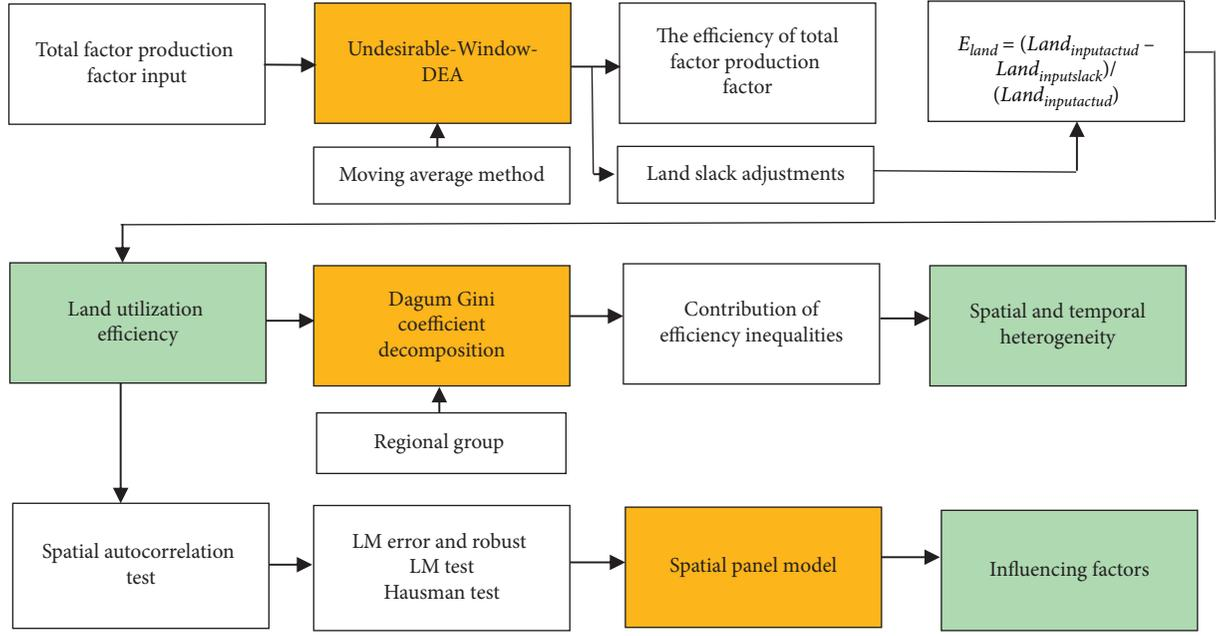 Total factor production
factor input
Undesirable-Window-
DEA
The efficiency of total
factor production
factor
E_land = (Land_inputactud –
Land_inputslack)/
(Land_inputactud)
Moving average method
Land slack adjustments
Land utilization
efficiency
Dagum Gini
coefficient
decomposition
Contribution of
efficiency inequalities
Spatial and temporal
heterogeneity
Regional group
Spatial autocorrelation
test
LM error and robust
LM test
Hausman test
Spatial panel model
Influencing factors